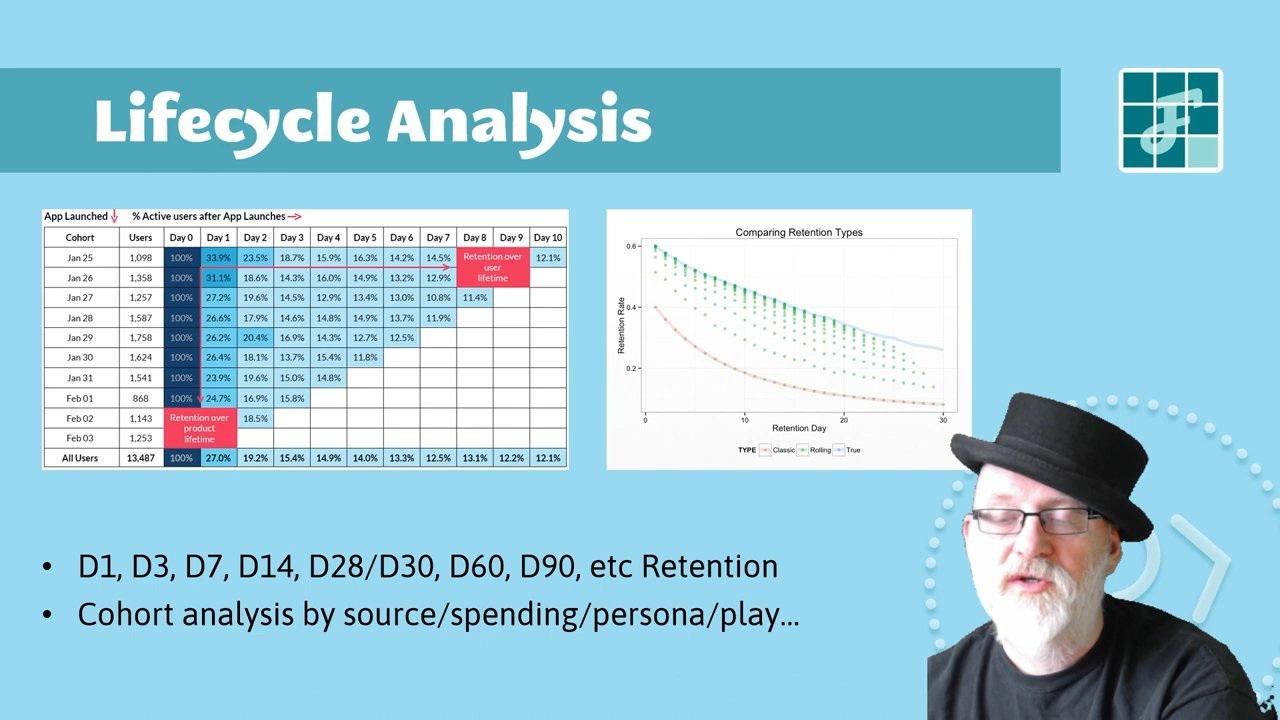 Lifecycle Analysis
F
App Launched % Active users after App Launches
Cohort Users Day 0 Day 1 Day 2 Day 3 Day 4 Day 5 Day 6 Day 7 Day 8 Day 9 Day 10
Jan 25 1,098 100% 33.9% 23.5% 18.7% 15.9% 16.3% 14.2% 14.5% 12.1%
Retention over
user
lifetime
Jan 26 1,358 100% 31.1% 18.6% 14.3% 16.0% 14.9% 13.2% 12.9%
Jan 27 1,257 100% 27.2% 19.6% 14.5% 12.9% 13.4% 13.0% 10.8% 11.4%
Jan 28 1,587 100% 26.6% 17.9% 14.6% 14.8% 14.9% 13.7% 11.9%
Jan 29 1,758 100% 26.2% 20.4% 16.9% 14.3% 12.7% 12.5%
Jan 30 1,624 100% 26.4% 18.1% 13.7% 15.4% 11.8%
Jan 31 1,541 100% 23.9% 19.6% 15.0% 14.8%
Feb 01 868 100% 24.7% 16.9% 15.8%
Feb 02 1,143 18.5%
Retention over
product
lifetime
Feb 03 1,253
All Users 13,487 100% 27.0% 19.2% 15.4% 14.9% 14.0% 13.3% 12.5% 13.1% 12.2% 12.1%
Comparing Retention Types
Retention Rate
0.6
0.4
0.2
0 10 20 30
Retention Day
TYPE Classic Rolling True
• D1, D3, D7, D14, D28/D30, D60, D90, etc Retention
• Cohort analysis by source/spending/persona/play...